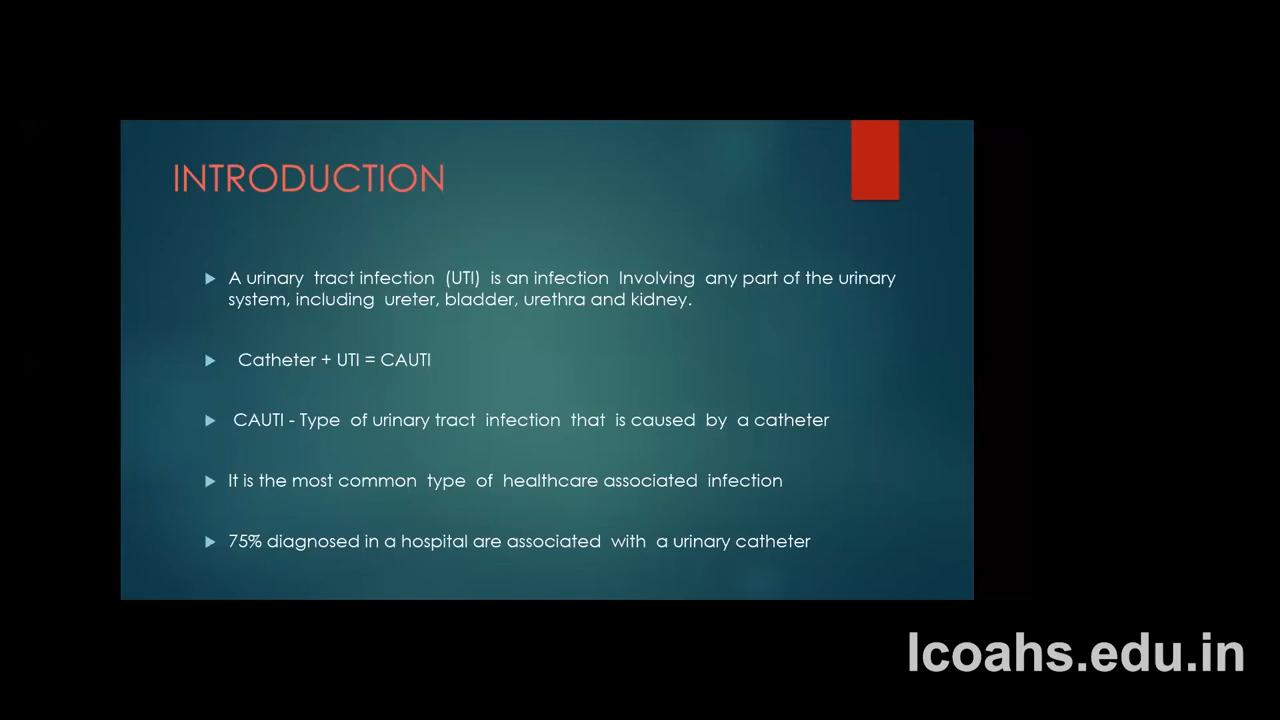 INTRODUCTION
A urinary tract infection (UTI) is an infection Involving any part of the urinary
system, including ureter, bladder, urethra and kidney.
Catheter + UTI = CAUTI
CAUTI - Type of urinary tract infection that is caused by a catheter
It is the most common type of healthcare associated infection
75% diagnosed in a hospital are associated with a urinary catheter
lcoahs.edu.in